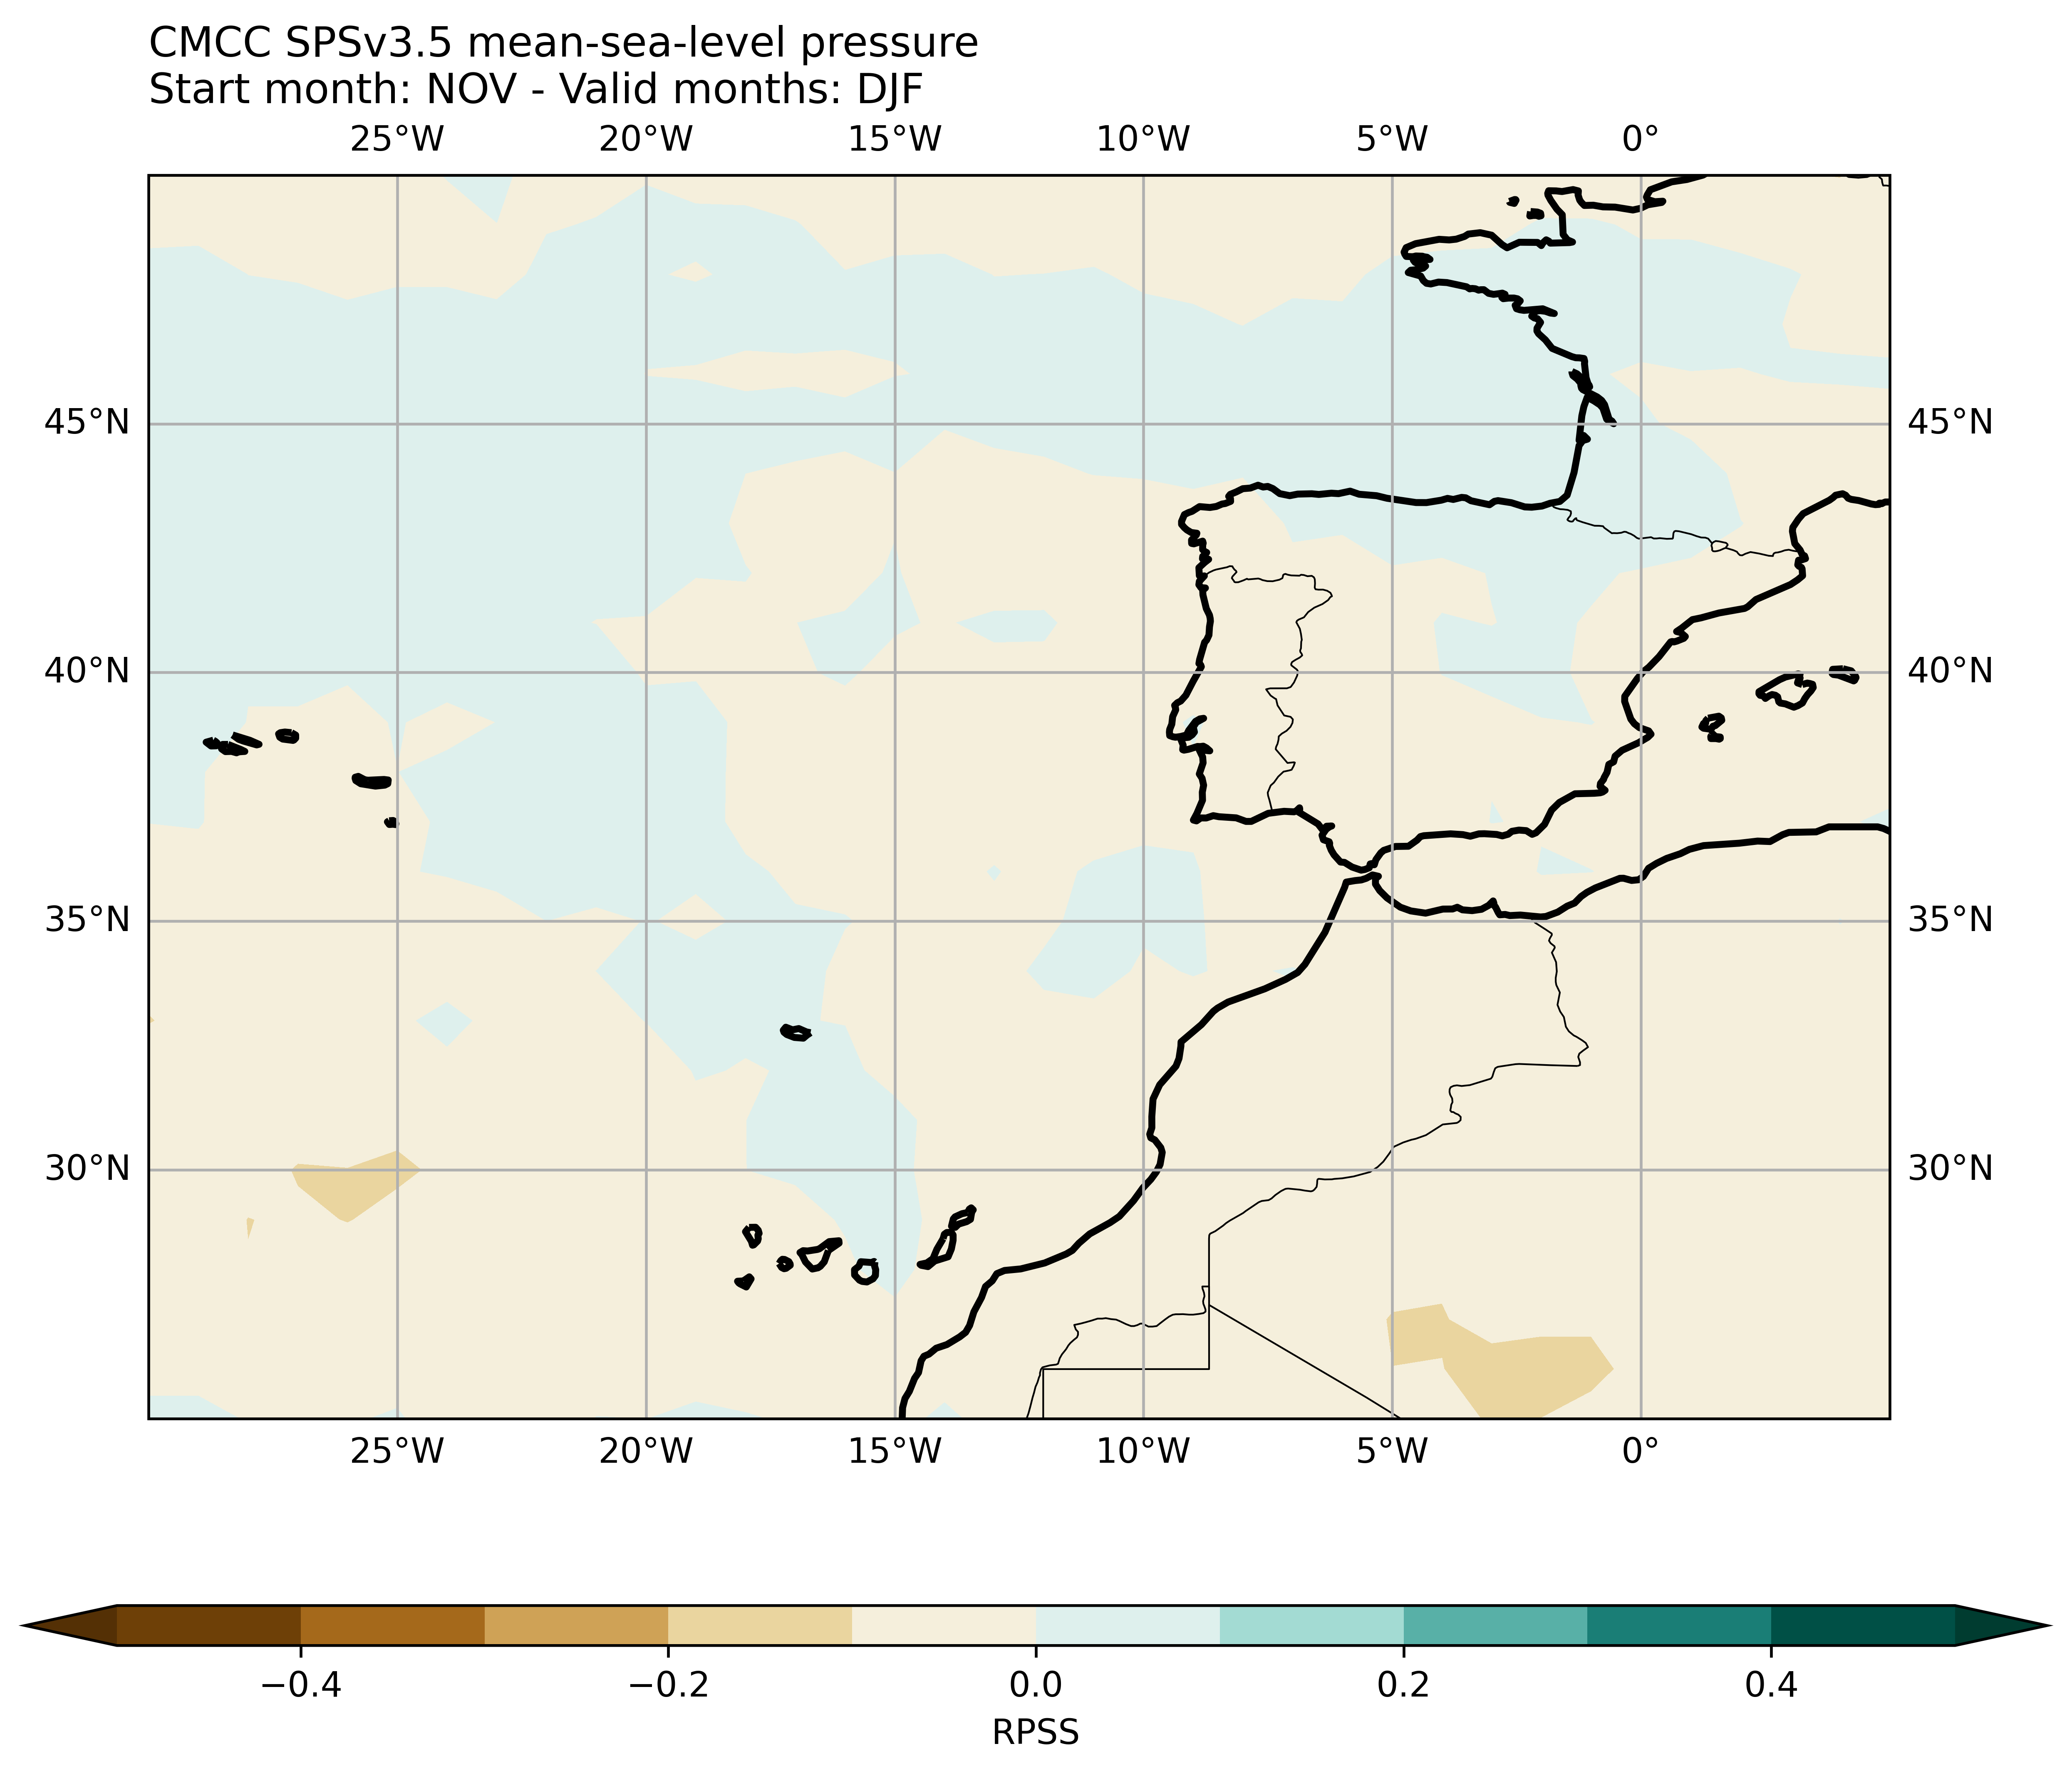 CMCC SPSv3.5 mean-sea-level pressure
Start month: NOV - Valid months: DJF
25°W 20°W 15°W 10°W 5°W 0°
45°N 45°N
40°N 40°N
35°N 35°N
30°N 30°N
25°W 20°W 15°W 10°W 5°W 0°
−0.4 −0.2 0.0 0.2 0.4
RPSS